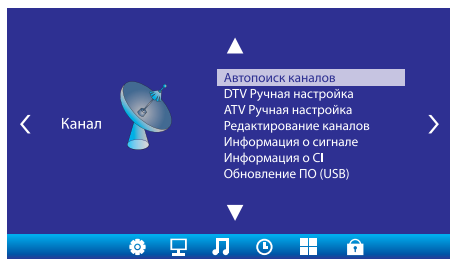 Канал
Автопоиск каналов
DTV Ручная настройка
ATV Ручная настройка
Редактирование каналов
Информация о сигнале
Информация о CI
Обновление ПО (USB)